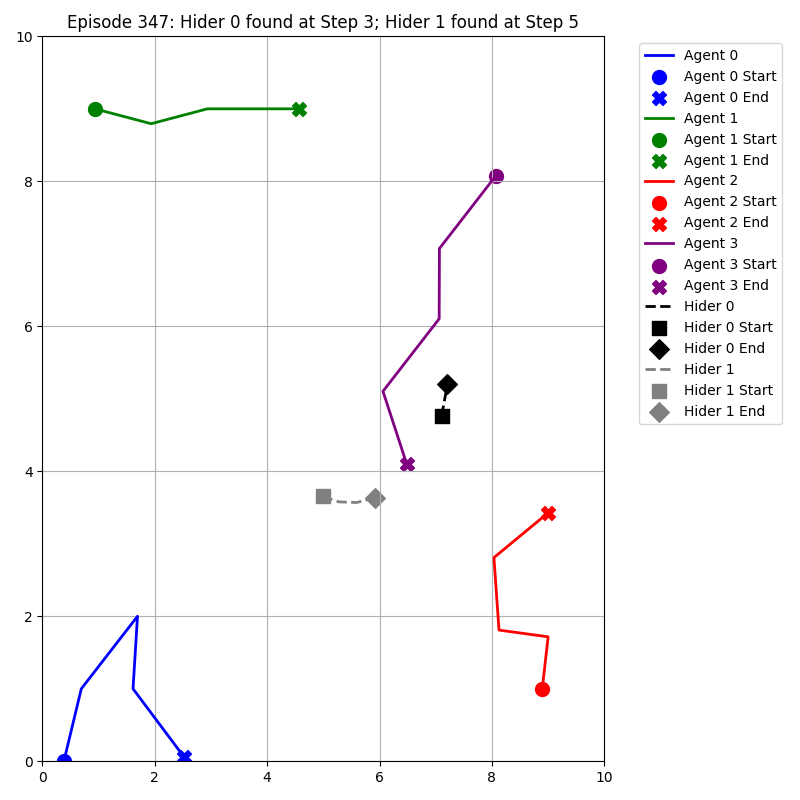 Episode 347: Hider 0 found at Step 3; Hider 1 found at Step 5
10
8
6
4
2
0
0 2 4 6 8 10
Agent 0
Agent 0 Start
Agent 0 End
Agent 1
Agent 1 Start
Agent 1 End
Agent 2
Agent 2 Start
Agent 2 End
Agent 3
Agent 3 Start
Agent 3 End
Hider 0
Hider 0 Start
Hider 0 End
Hider 1
Hider 1 Start
Hider 1 End